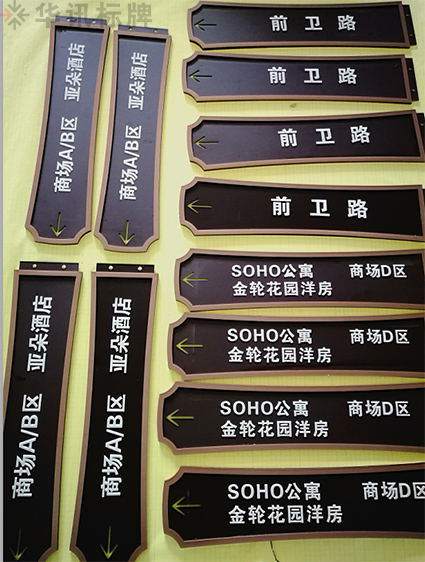 华讯标牌
商场A/B区 亚朵酒店
商场A/B区 亚朵酒店
前卫路
前卫路
前卫路
前卫路
SOHO公寓 商场D区
金轮花园洋房
SOHO公寓 商场D区
金轮花园洋房
SOHO公寓 商场D区
金轮花园洋房
SOHO公寓 商场D区
金轮花园洋房
商场A/B区 亚朵酒店
商场A/B区 亚朵酒店